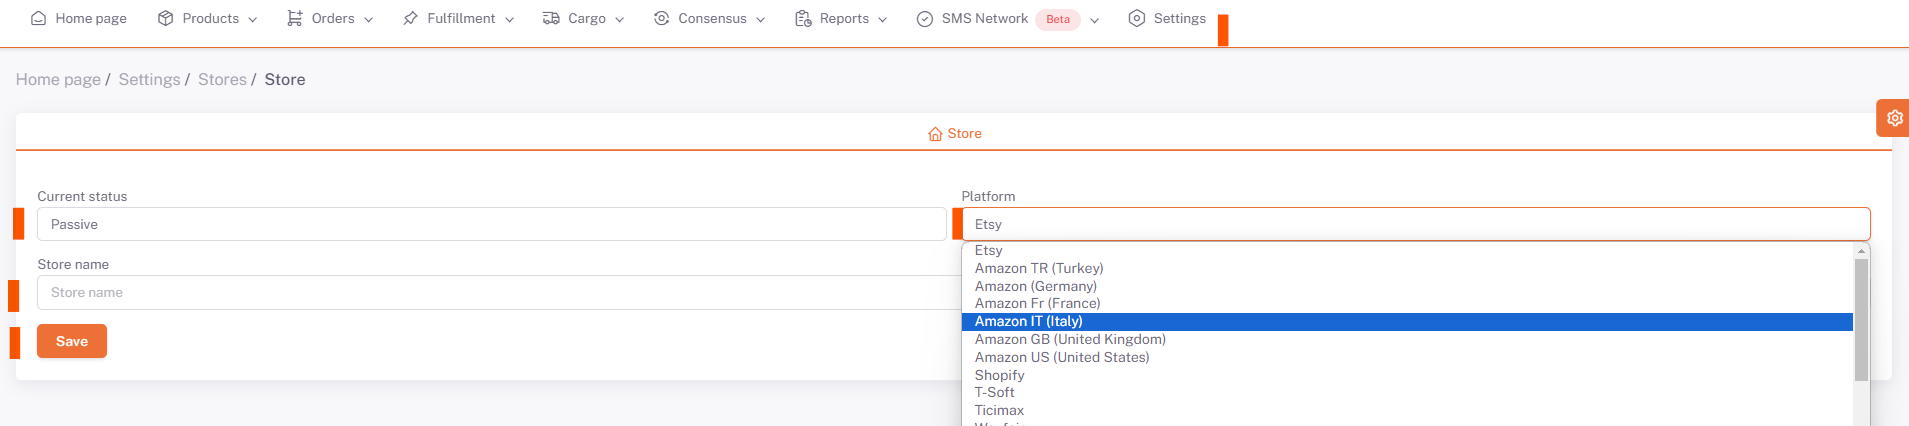 Home page Products Orders Fulfillment Cargo Consensus Reports SMS Network Beta Settings
Home page / Settings / Stores / Store
Store
Current status
Passive
Platform
Etsy
Store name
Store name
Save
Etsy
Amazon TR (Turkey)
Amazon (Germany)
Amazon Fr (France)
Amazon IT (Italy)
Amazon GB (United Kingdom)
Amazon US (United States)
Shopify
T-Soft
Ticimax